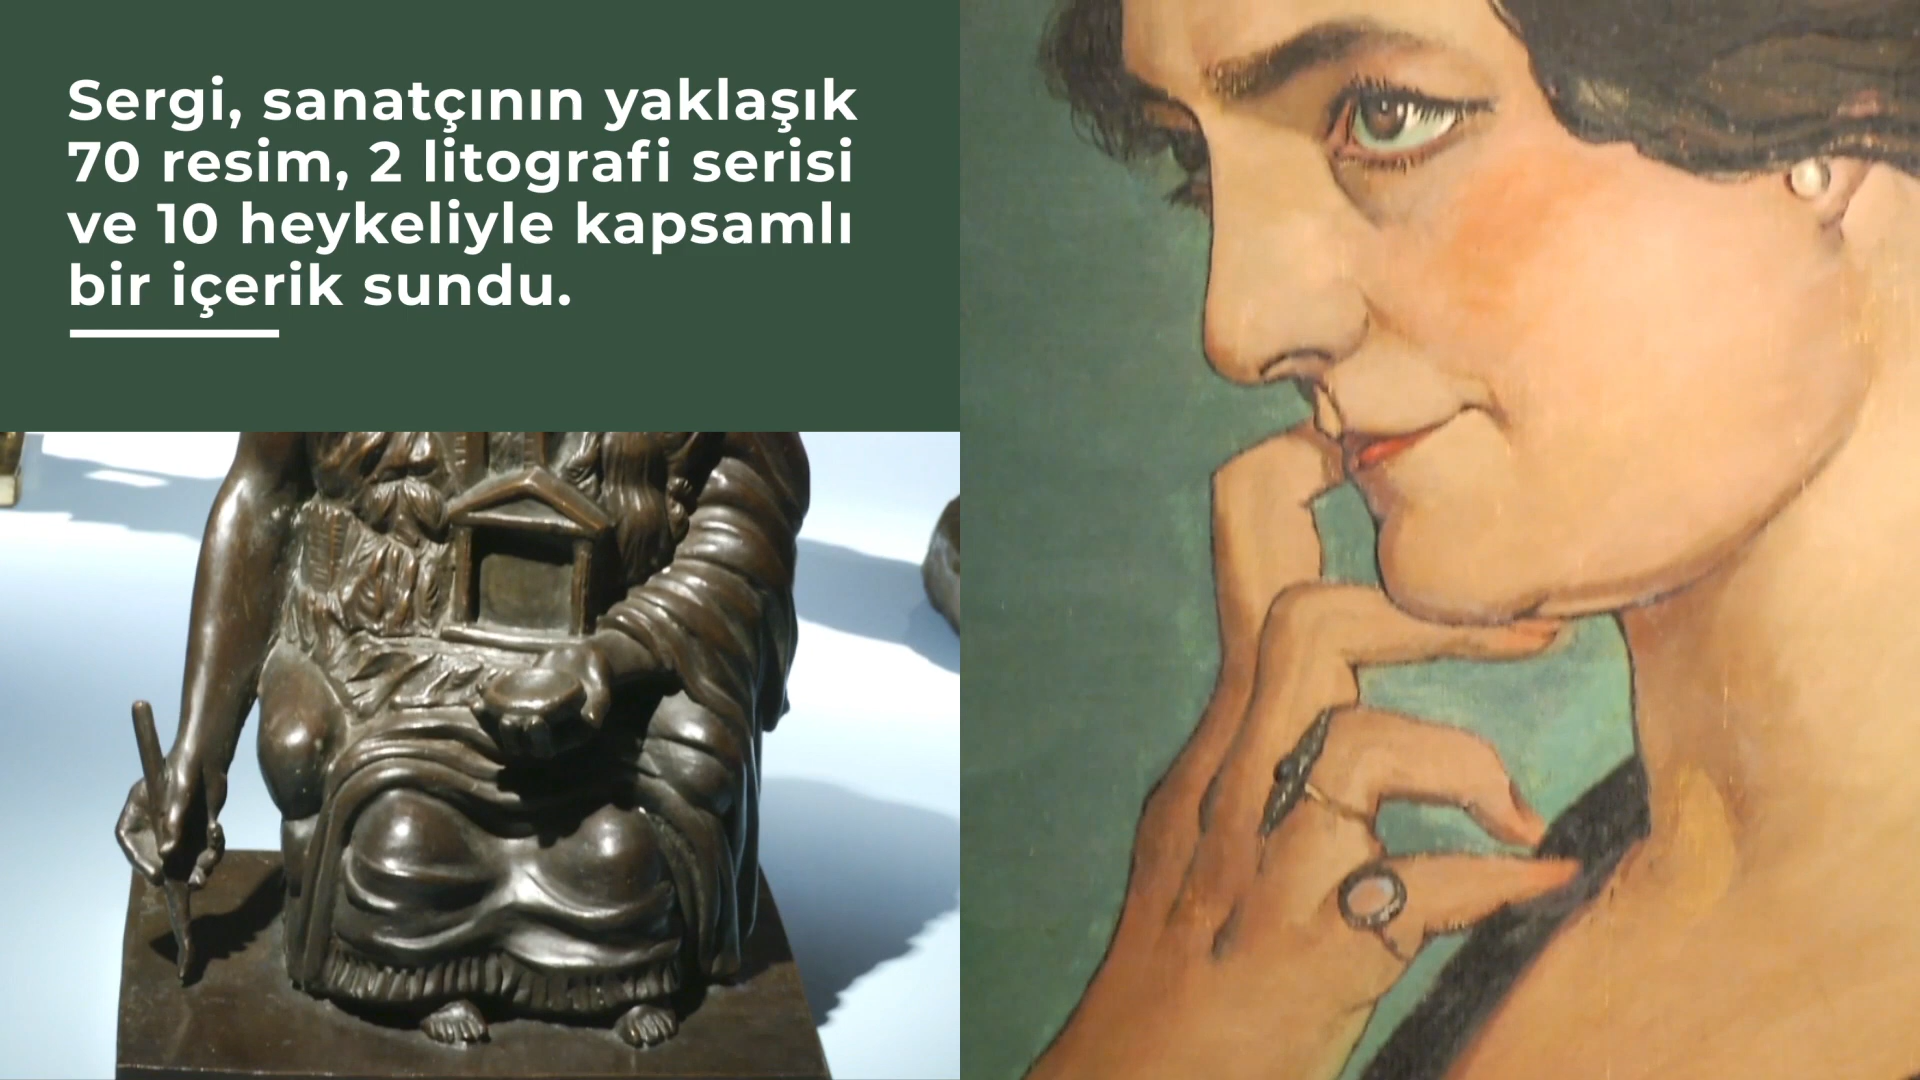 Sergi, sanatçının yaklaşık
70 resim, 2 litografi serisi
ve 10 heykeliyle kapsamlı
bir içerik sundu.